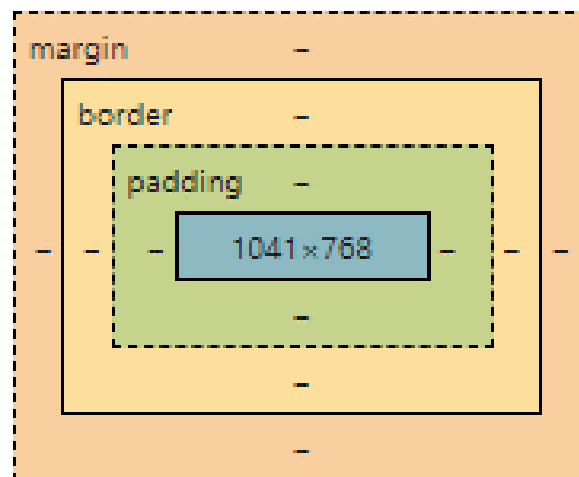 margin –
border –
padding –
– – – 1041×768 – – –
–
–
–